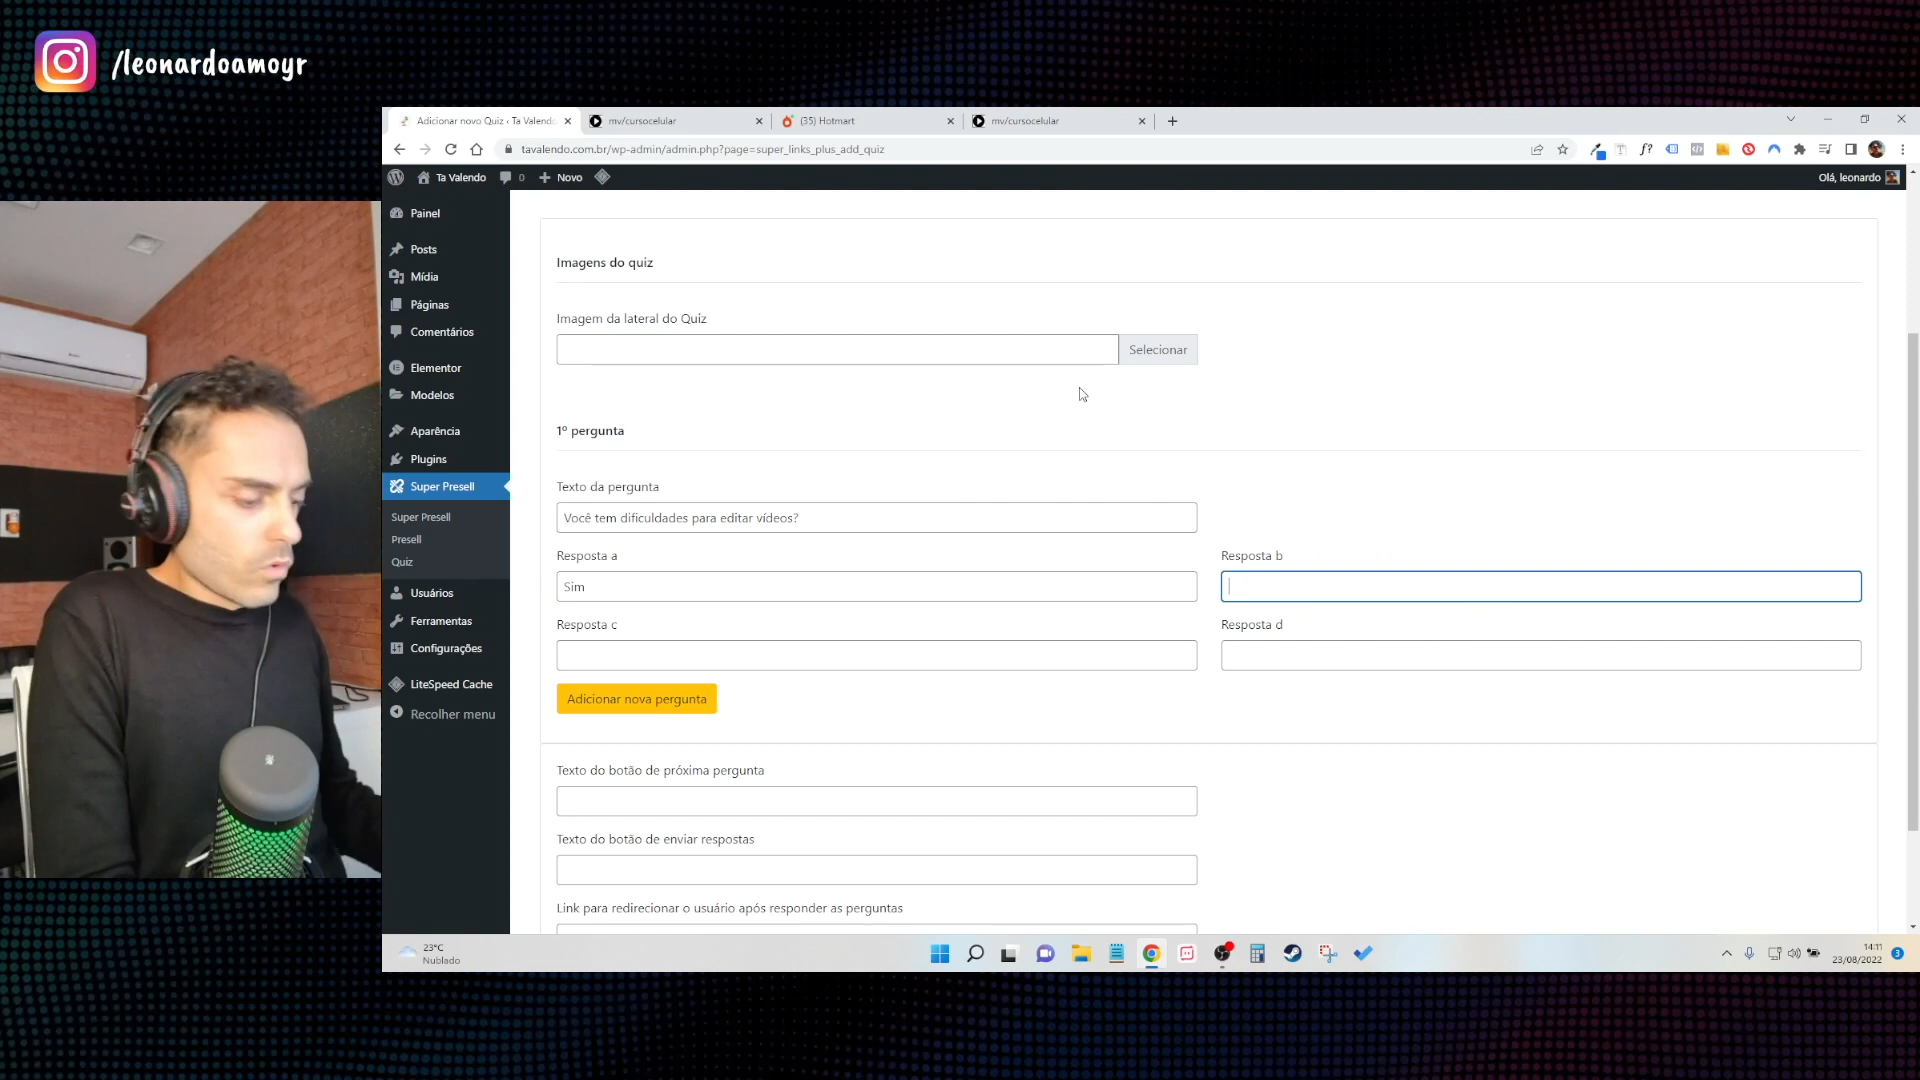 /leonardoamoyr
Adicionar novo Quiz ‹ Ta Valendo
mv/cursocelular
(35) Hotmart
mv/cursocelular
tavalendo.com.br/wp-admin/admin.php?page=super_links_plus_add_quiz
Ta Valendo
0
Novo
Olá, leonardo
Painel
Posts
Mídia
Páginas
Comentários
Elementor
Modelos
Aparência
Plugins
Super Presell
Super Presell
Presell
Quiz
Usuários
Ferramentas
Configurações
LiteSpeed Cache
Recolher menu
Imagens do quiz
Imagem da lateral do Quiz
Selecionar
1º pergunta
Texto da pergunta
Você tem dificuldades para editar vídeos?
Resposta a
Resposta b
Sim
Resposta c
Resposta d
Adicionar nova pergunta
Texto do botão de próxima pergunta
Texto do botão de enviar respostas
Link para redirecionar o usuário após responder as perguntas
23°C
Nublado
14:11
23/08/2022
3